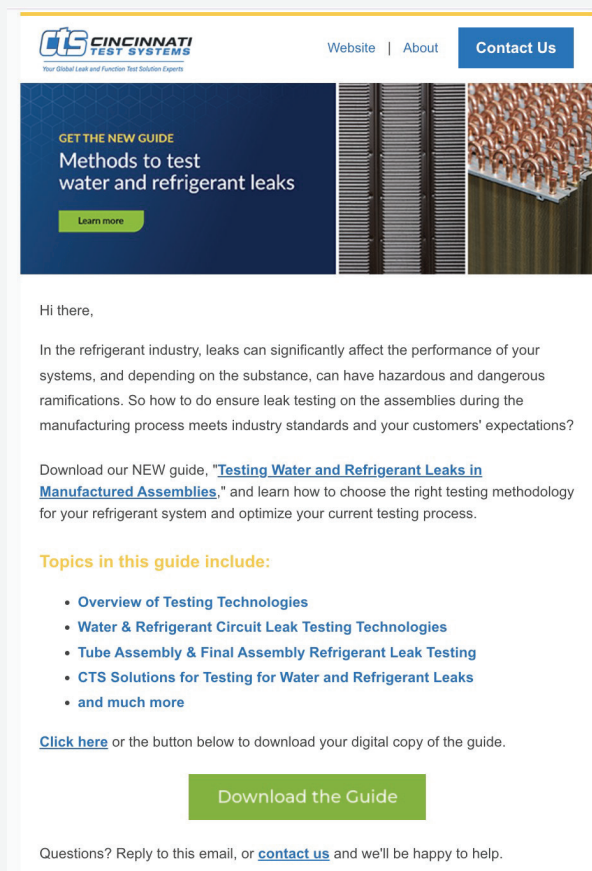 cts CINCINNATI
TEST SYSTEMS
Your Global Leak and Function Test Solution Experts
Website | About
Contact Us
GET THE NEW GUIDE
Methods to test
water and refrigerant leaks
Learn more
Hi there,
In the refrigerant industry, leaks can significantly affect the performance of your
systems, and depending on the substance, can have hazardous and dangerous
ramifications. So how to do ensure leak testing on the assemblies during the
manufacturing process meets industry standards and your customers' expectations?
Download our NEW guide, "Testing Water and Refrigerant Leaks in
Manufactured Assemblies," and learn how to choose the right testing methodology
for your refrigerant system and optimize your current testing process.
Topics in this guide include:
• Overview of Testing Technologies
• Water & Refrigerant Circuit Leak Testing Technologies
• Tube Assembly & Final Assembly Refrigerant Leak Testing
• CTS Solutions for Testing for Water and Refrigerant Leaks
• and much more
Click here or the button below to download your digital copy of the guide.
Download the Guide
Questions? Reply to this email, or contact us and we'll be happy to help.